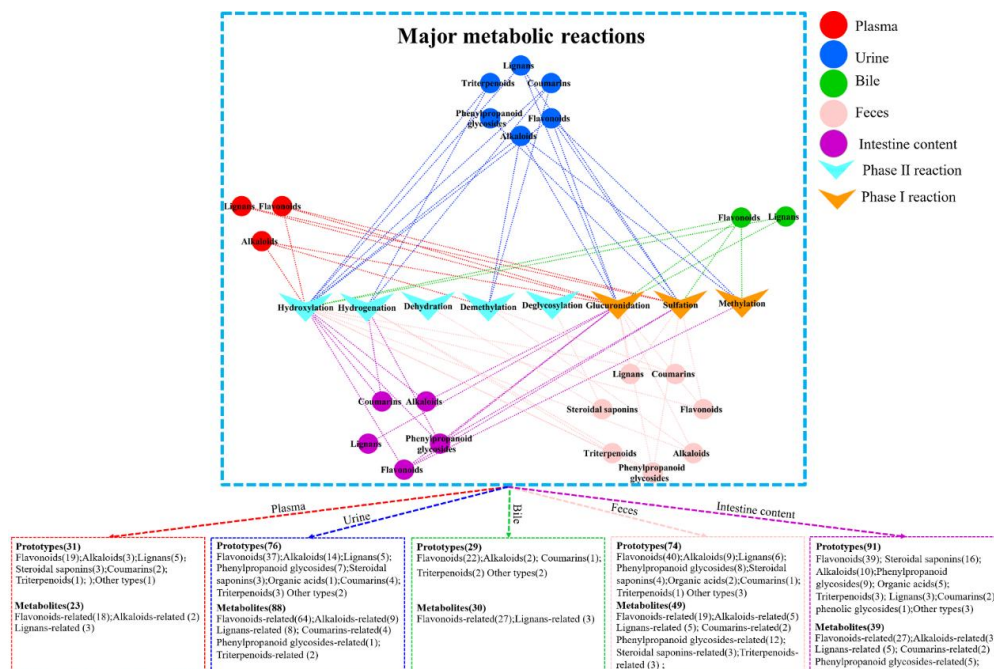 Major metabolic reactions
Lignans
Triterpenoids
Coumarins
Phenylpropanoid
glycosides
Flavonoids
Alkaloids
Plasma
Urine
Bile
Feces
Intestine content
Phase II reaction
Phase I reaction
Lignans
Flavonoids
Alkaloids
Flavonoids
Lignans
Hydroxylation
Hydrogenation
Dehydration
Demethylation
Deglycosylation
Glucuronidation
Sulfation
Methylation
Lignans
Coumarins
Steroidal saponins
Flavonoids
Triterpenoids
Alkaloids
Phenylpropanoid
glycosides
Coumarins
Alkaloids
Lignans
Phenylpropanoid
glycosides
Flavonoids
Plasma
Urine
Bile
Feces
Intestine content
Prototypes(31)
Flavonoids(19);Alkaloids(3);Lignans(5);
Steroidal saponins(3);Coumarins(2);
Triterpenoids(1); );Other types(1)
Metabolites(23)
Flavonoids-related(18);Alkaloids-related (2)
Lignans-related (3)
Prototypes(76)
Flavonoids(37);Alkaloids(14);Lignans(5);
Phenylpropanoid glycosides(7);Steroidal
saponins(3);Organic acids(1);Coumarins(4);
Triterpenoids(3) Other types(2)
Metabolites(88)
Flavonoids-related(64);Alkaloids-related(9)
Lignans-related (8); Coumarins-related(4)
Phenylpropanoid glycosides-related(1);
Triterpenoids-related (2)
Prototypes(29)
Flavonoids(22);Alkaloids(2); Coumarins(1);
Triterpenoids(2) Other types(2)
Metabolites(30)
Flavonoids-related(27);Lignans-related (3)
Prototypes(74)
Flavonoids(40);Alkaloids(9);Lignans(6);
Phenylpropanoid glycosides(8);Steroidal
saponins(4);Organic acids(2);Coumarins(1);
Triterpenoids(1) Other types(3)
Metabolites(49)
Flavonoids-related(19);Alkaloids-related(5)
Lignans-related (5); Coumarins-related(2)
Phenylpropanoid glycosides-related(12);
Steroidal saponins-related(3);Triterpenoids-
related (3) ;
Prototypes(91)
Flavonoids(39); Steroidal saponins(16);
Alkaloids(10);Phenylpropanoid
glycosides(9); Organic acids(5);
Triterpenoids(3);Lignans(3);Coumarins(2);
phenolic glycosides(1);Other types(3)
Metabolites(39)
Flavonoids-related(27);Alkaloids-related(3
Lignans-related (5); Coumarins-related(2)
Phenylpropanoid glycosides-related(5);